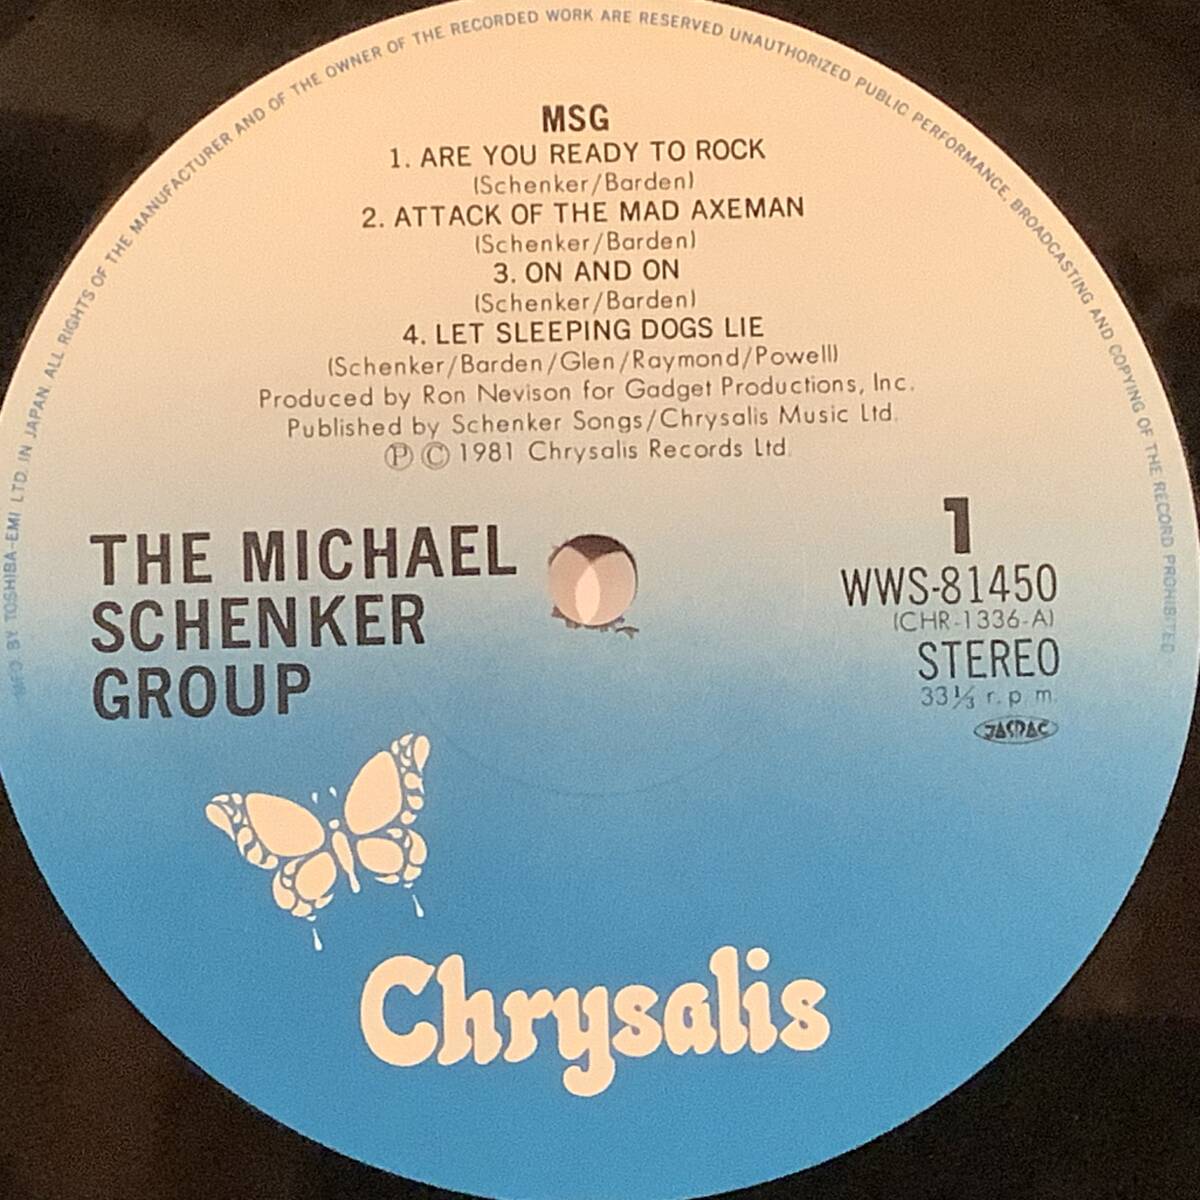 MFD BY TOSHIBA-EMI LTD. IN JAPAN. ALL RIGHTS OF THE MANUFACTURER AND OF THE OWNER OF THE RECORDED WORK ARE RESERVED UNAUTHORIZED PUBLIC PERFORMANCE, BROADCASTING AND COPYING OF THE RECORD PROHIBITED
MSG
1. ARE YOU READY TO ROCK
(Schenker/Barden)
2. ATTACK OF THE MAD AXEMAN
(Schenker/Barden)
3. ON AND ON
(Schenker/Barden)
4. LET SLEEPING DOGS LIE
(Schenker/Barden/Glen/Raymond/Powell)
Produced by Ron Nevison for Gadget Productions, Inc.
Published by Schenker Songs/Chrysalis Music Ltd.
Ⓟ Ⓒ 1981 Chrysalis Records Ltd.
THE MICHAEL
SCHENKER
GROUP
1
WWS-81450
(CHR-1336-A)
STEREO
33⅓ r. p. m.
JASRAC
Chrysalis